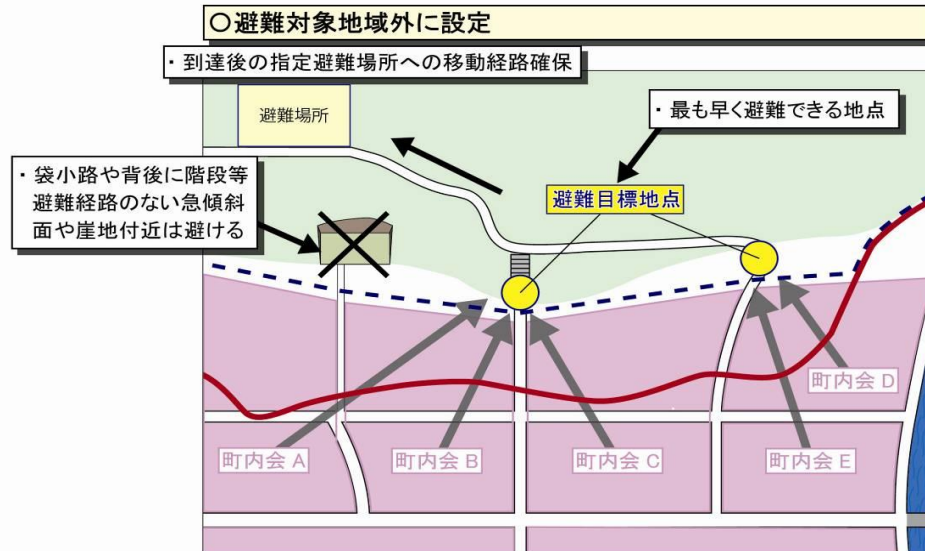 ○避難対象地域外に設定
・到達後の指定避難場所への移動経路確保
避難場所
・最も早く避難できる地点
・袋小路や背後に階段等
避難経路のない急傾斜
面や崖地付近は避ける
避難目標地点
町内会 D
町内会 A
町内会 B
町内会 C
町内会 E